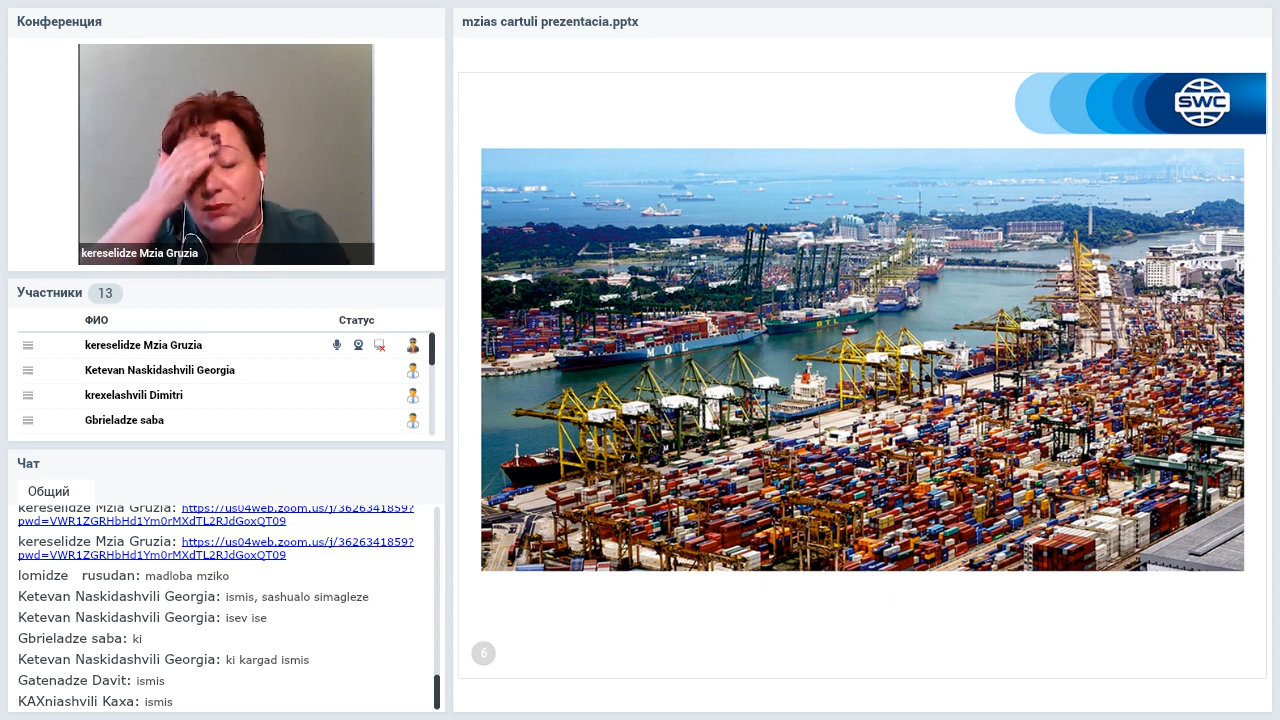 Конференция
kereselidze Mzia Gruzia
Участники 13
ФИО Статус
kereselidze Mzia Gruzia
Ketevan Naskidashvili Georgia
krexelashvili Dimitri
Gbrieladze saba
Чат
Общий
kereselidze Mzia Gruzia: https://us04web.zoom.us/j/3626341859?
pwd=VWR1ZGRHbHd1Ym0rMXdTL2RJdGoxQT09
kereselidze Mzia Gruzia: https://us04web.zoom.us/j/3626341859?
pwd=VWR1ZGRHbHd1Ym0rMXdTL2RJdGoxQT09
lomidze rusudan: madloba mziko
Ketevan Naskidashvili Georgia: ismis, sashualo simagleze
Ketevan Naskidashvili Georgia: isev ise
Gbrieladze saba: ki
Ketevan Naskidashvili Georgia: ki kargad ismis
Gatenadze Davit: ismis
KAXniashvili Kaxa: ismis
mzias cartuli prezentacia.pptx
SWC
MOL
6